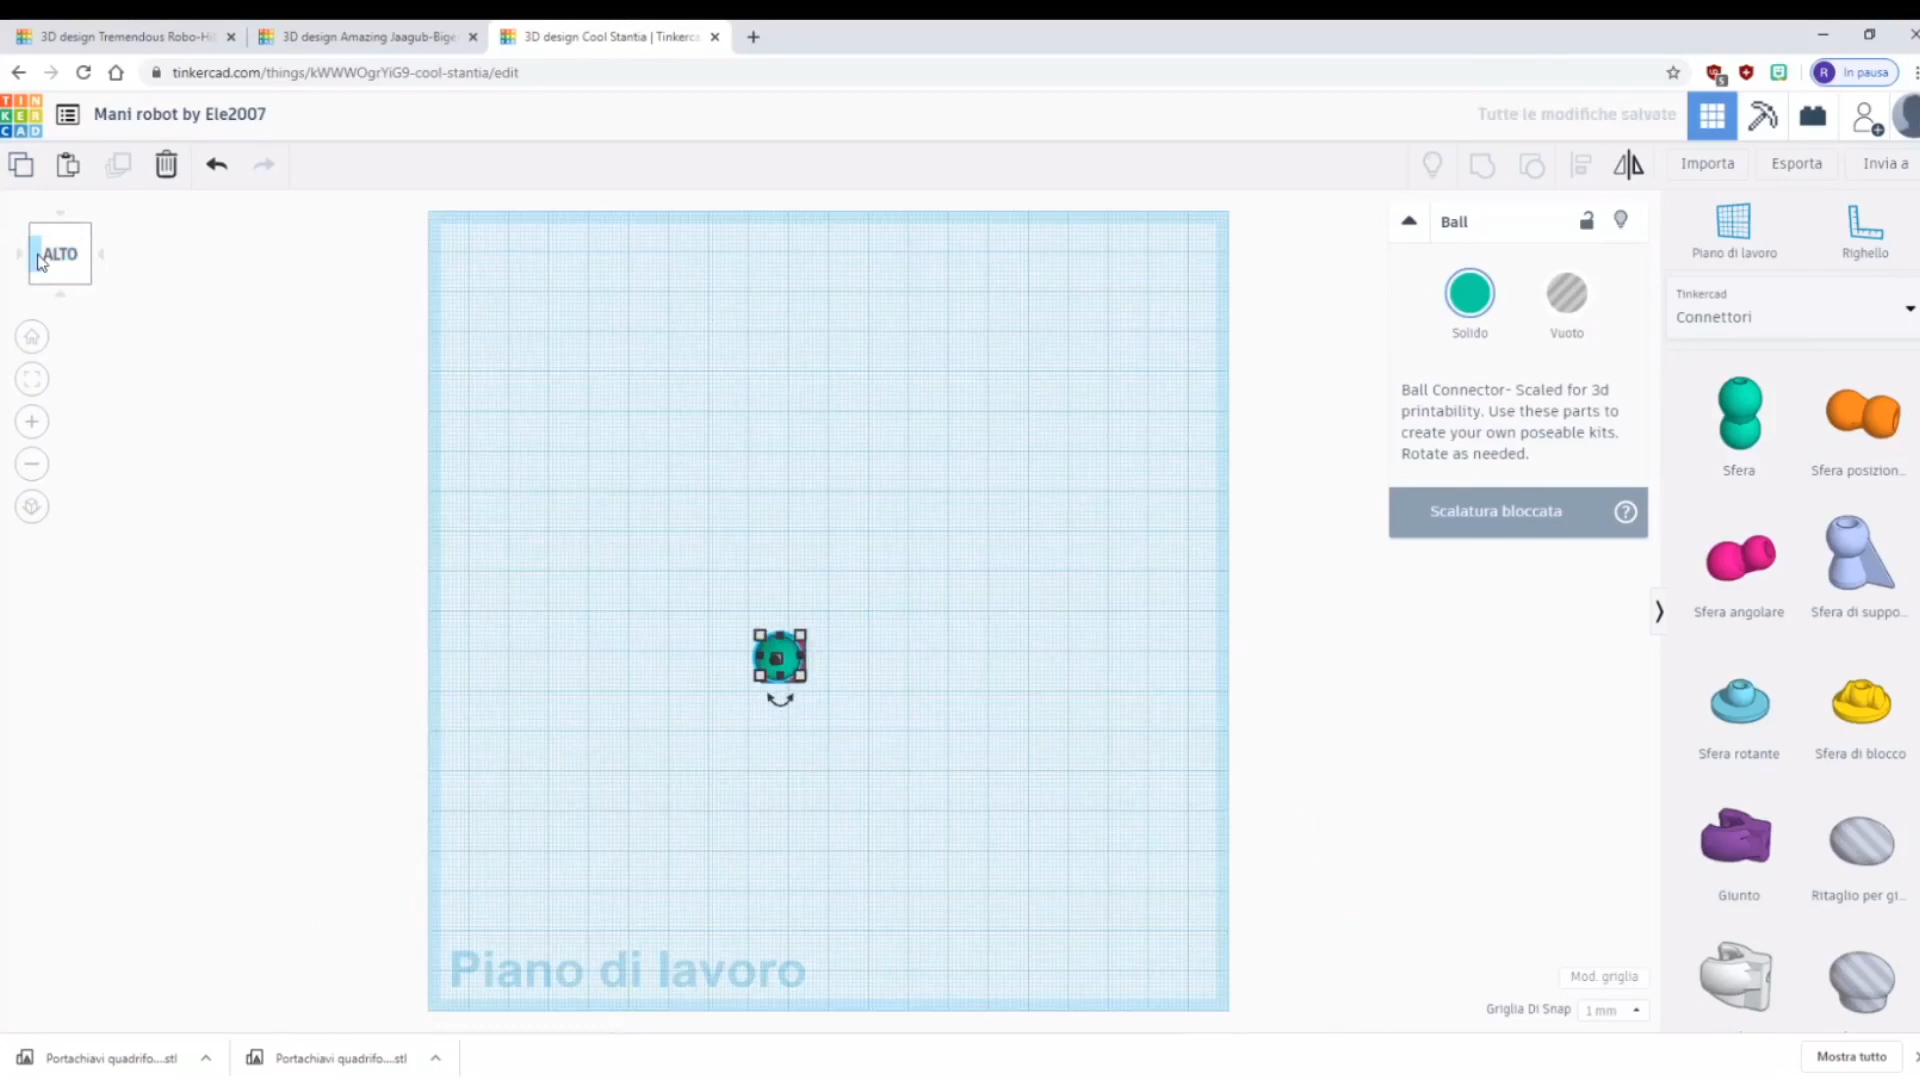 3D design Tremendous Robo-Hil
3D design Amazing Jaagub-Bige
3D design Cool Stantia | Tinkerca
tinkercad.com/things/kWWWOgrYiG9-cool-stantia/edit
R In pausa
TIN
KER
CAD
Mani robot by Ele2007
Tutte le modifiche salvate
Importa
Esporta
Invia a
ALTO
Ball
Piano di lavoro
Righello
Solido
Vuoto
Tinkercad
Connettori
Ball Connector- Scaled for 3d
printability. Use these parts to
create your own poseable kits.
Rotate as needed.
Scalatura bloccata
?
Sfera
Sfera posizion...
Sfera angolare
Sfera di suppo...
Sfera rotante
Sfera di blocco
Giunto
Ritaglio per gi...
Piano di lavoro
Mod. griglia
Griglia Di Snap
1 mm
Portachiavi quadrifo....stl
Portachiavi quadrifo....stl
Mostra tutto